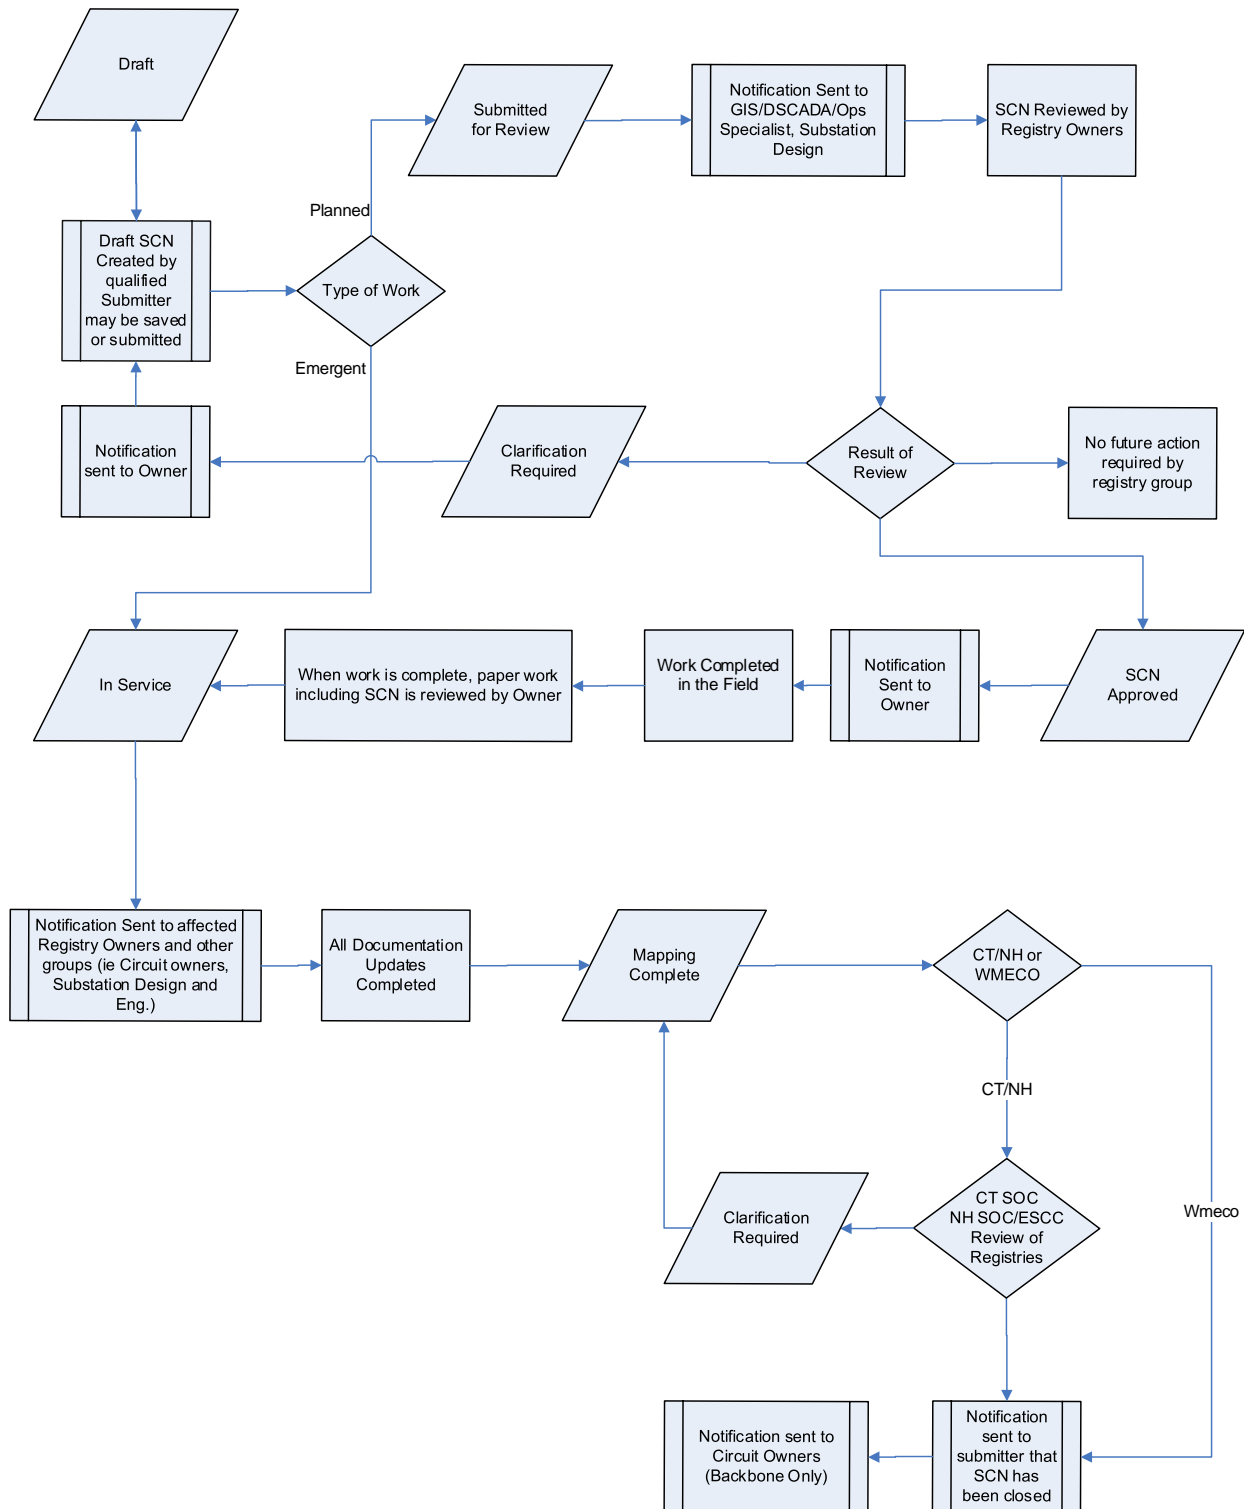 Draft
Submitted
for Review
Notification Sent to
GIS/DSCADA/Ops
Specialist, Substation
Design
SCN Reviewed by
Registry Owners
Planned
Draft SCN
Created by
qualified
Submitter
may be saved
or submitted
Type of Work
Emergent
Notification
sent to Owner
Clarification
Required
Result of
Review
No future action
required by
registry group
In Service
When work is complete, paper work
including SCN is reviewed by Owner
Work Completed
in the Field
Notification
Sent to
Owner
SCN
Approved
Notification Sent to affected
Registry Owners and other
groups (ie Circuit owners,
Substation Design and
Eng.)
All Documentation
Updates
Completed
Mapping
Complete
CT/NH or
WMECO
CT/NH
Clarification
Required
CT SOC
NH SOC/ESCC
Review of
Registries
Wmeco
Notification sent to
Circuit Owners
(Backbone Only)
Notification
sent to
submitter that
SCN has
been closed